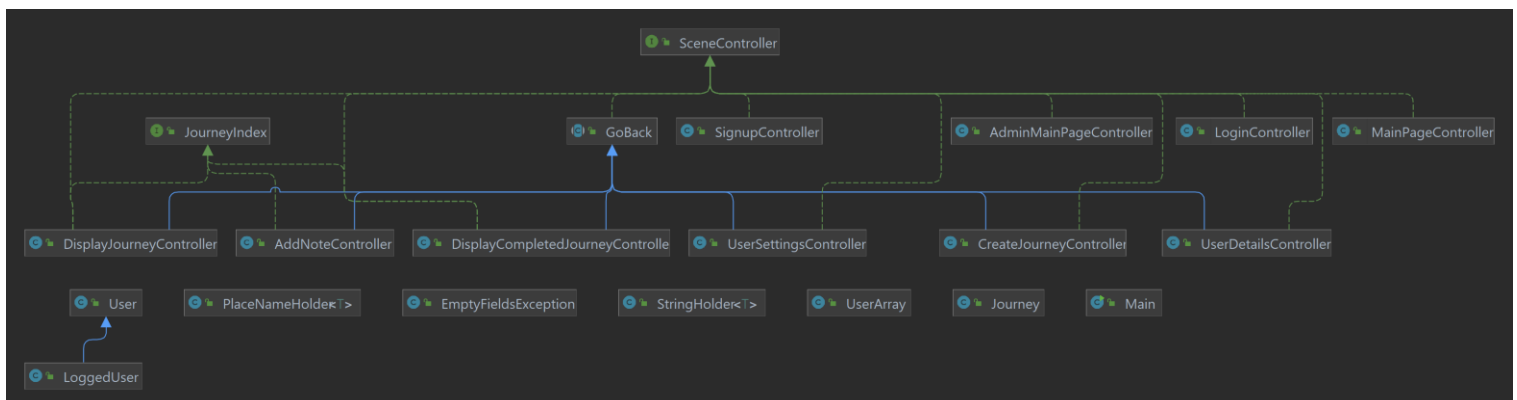 SceneController
JourneyIndex
GoBack
SignupController
AdminMainPageController
LoginController
MainPageController
DisplayJourneyController
AddNoteController
DisplayCompletedJourneyControlle
UserSettingsController
CreateJourneyController
UserDetailsController
User
PlaceNameHolder<T>
EmptyFieldsException
StringHolder<T>
UserArray
Journey
Main
LoggedUser